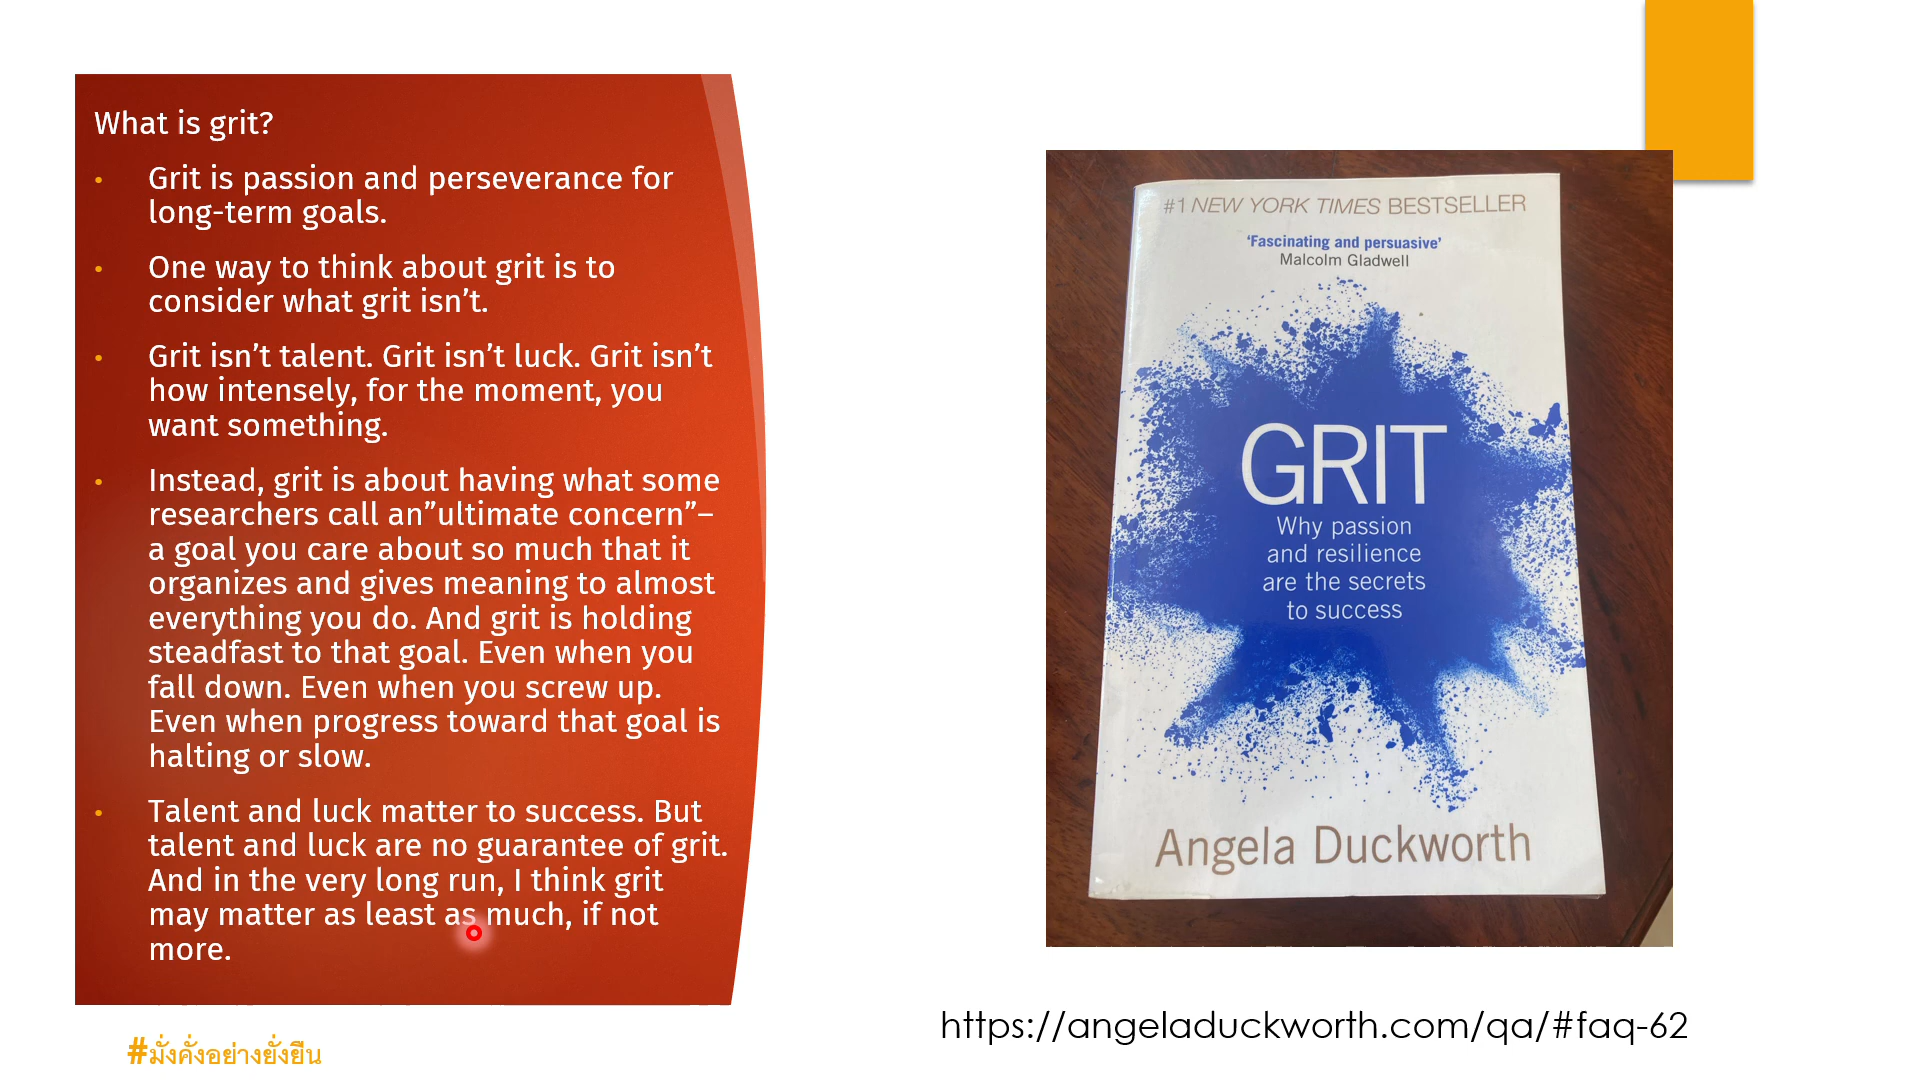 What is grit?
• Grit is passion and perseverance for
long-term goals.
• One way to think about grit is to
consider what grit isn’t.
• Grit isn’t talent. Grit isn’t luck. Grit isn’t
how intensely, for the moment, you
want something.
• Instead, grit is about having what some
researchers call an”ultimate concern”–
a goal you care about so much that it
organizes and gives meaning to almost
everything you do. And grit is holding
steadfast to that goal. Even when you
fall down. Even when you screw up.
Even when progress toward that goal is
halting or slow.
• Talent and luck matter to success. But
talent and luck are no guarantee of grit.
And in the very long run, I think grit
may matter as least as much, if not
more.
#มั่งคั่งอย่างยั่งยืน
#1 NEW YORK TIMES BESTSELLER
‘Fascinating and persuasive’
Malcolm Gladwell
GRIT
Why passion
and resilience
are the secrets
to success
Angela Duckworth
https://angeladuckworth.com/qa/#faq-62